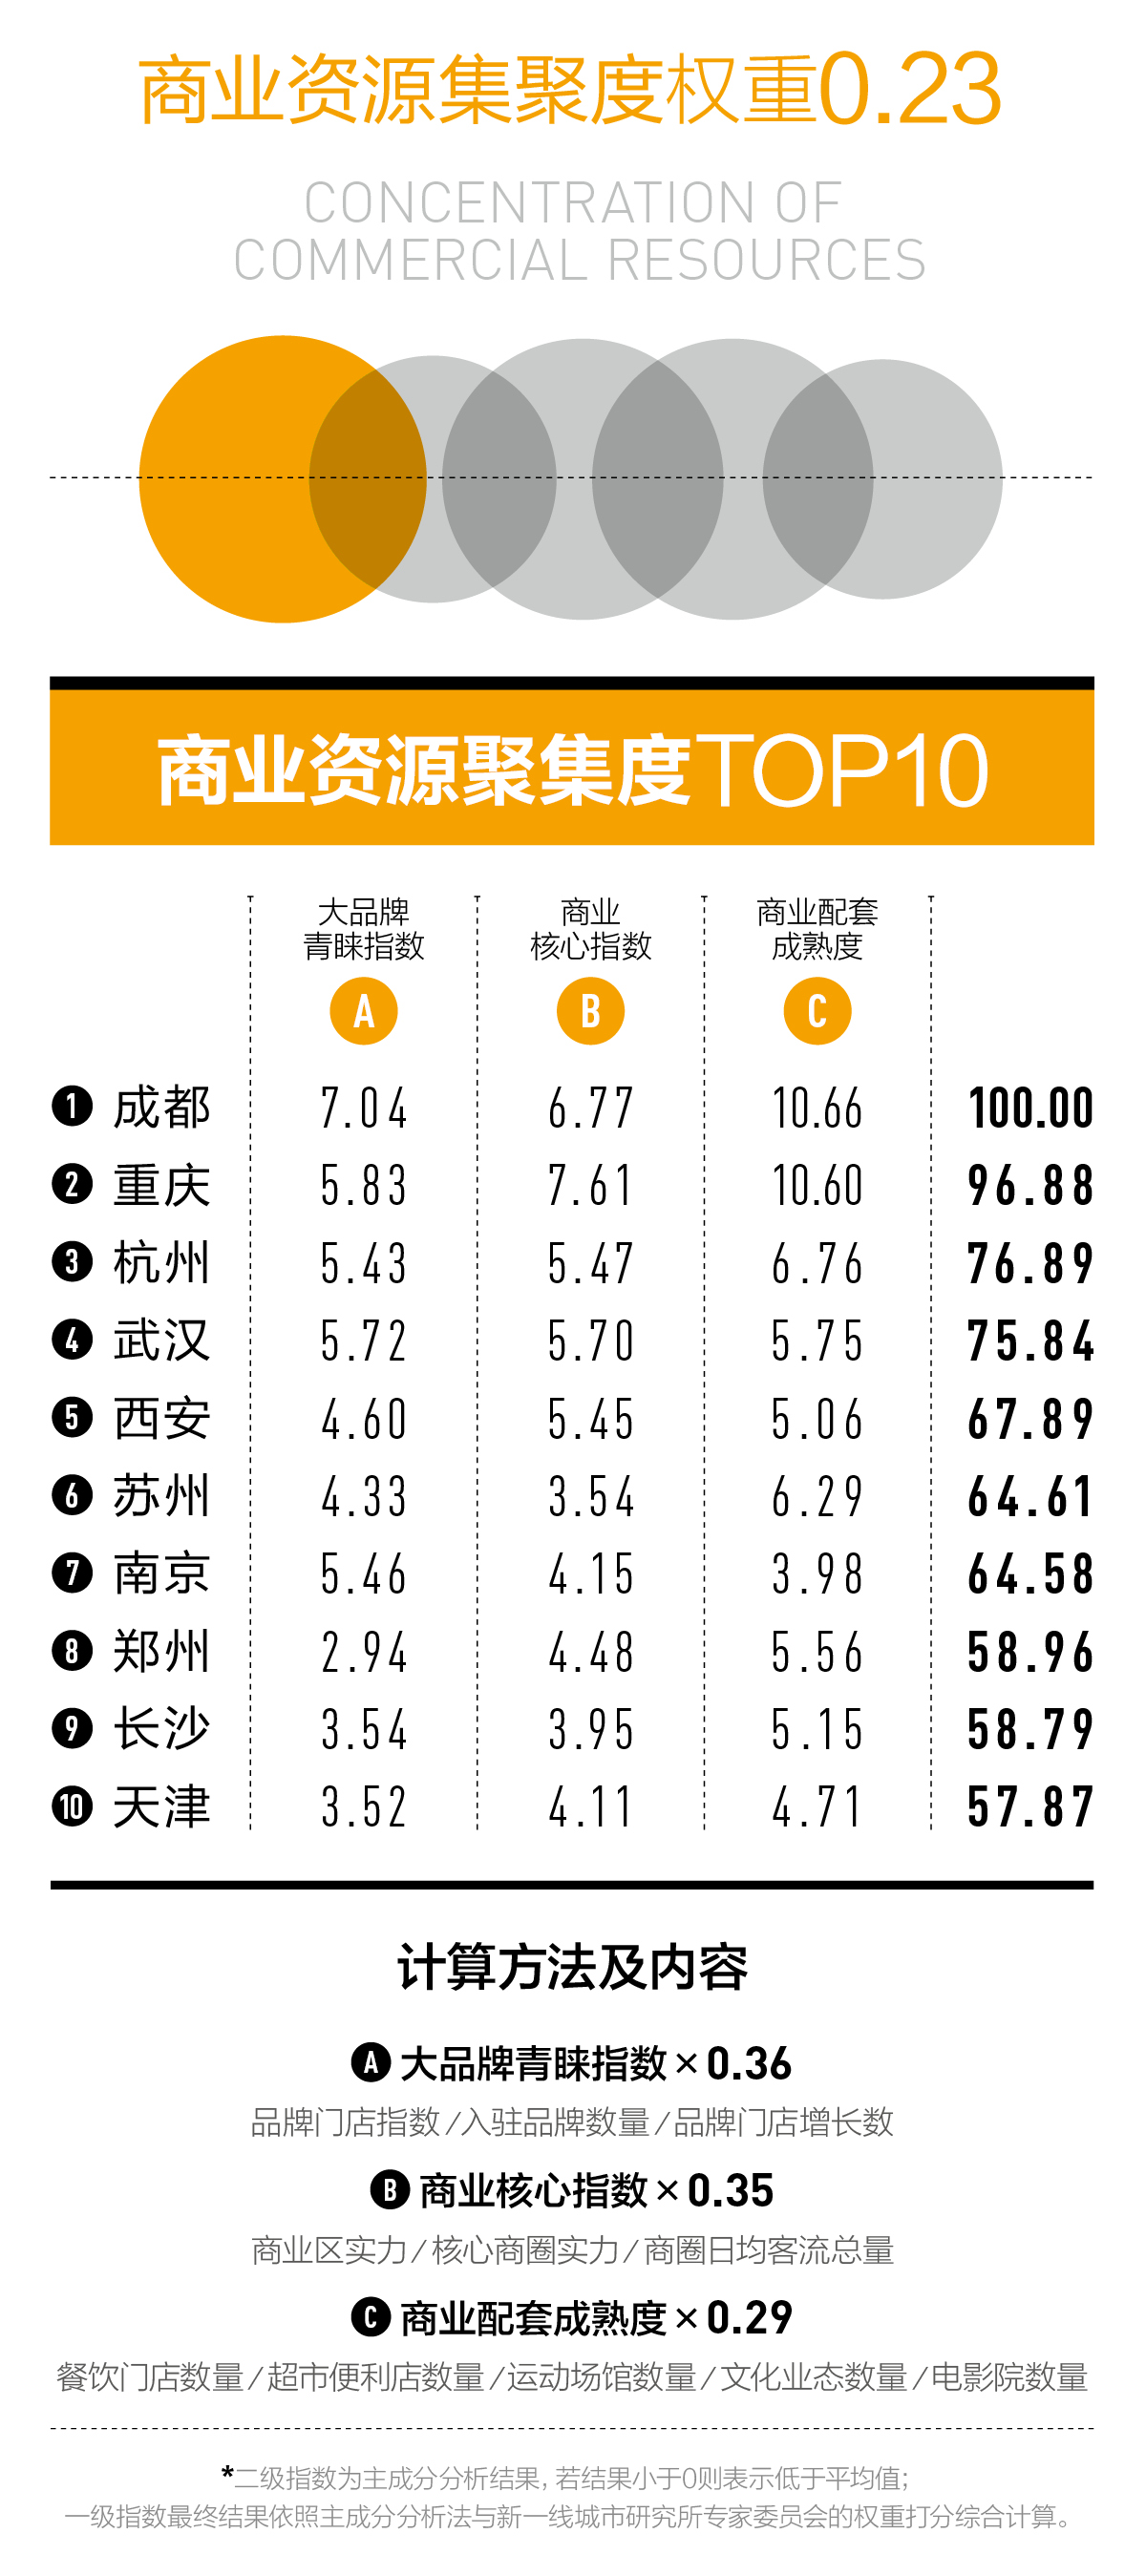 商业资源集聚度权重0.23
CONCENTRATION OF
COMMERCIAL RESOURCES
商业资源聚集度TOP10
大品牌 商业 商业配套
青睐指数 核心指数 成熟度
A B C
1 成都 7.04 6.77 10.66 100.00
2 重庆 5.83 7.61 10.60 96.88
3 杭州 5.43 5.47 6.76 76.89
4 武汉 5.72 5.70 5.75 75.84
5 西安 4.60 5.45 5.06 67.89
6 苏州 4.33 3.54 6.29 64.61
7 南京 5.46 4.15 3.98 64.58
8 郑州 2.94 4.48 5.56 58.96
9 长沙 3.54 3.95 5.15 58.79
10 天津 3.52 4.11 4.71 57.87
计算方法及内容
A 大品牌青睐指数×0.36
品牌门店指数/入驻品牌数量/品牌门店增长数
B 商业核心指数×0.35
商业区实力/核心商圈实力/商圈日均客流总量
C 商业配套成熟度×0.29
餐饮门店数量/超市便利店数量/运动场馆数量/文化业态数量/电影院数量
*二级指数为主成分分析结果，若结果小于0则表示低于平均值；
一级指数最终结果依照主成分分析法与新一线城市研究所专家委员会的权重打分综合计算。